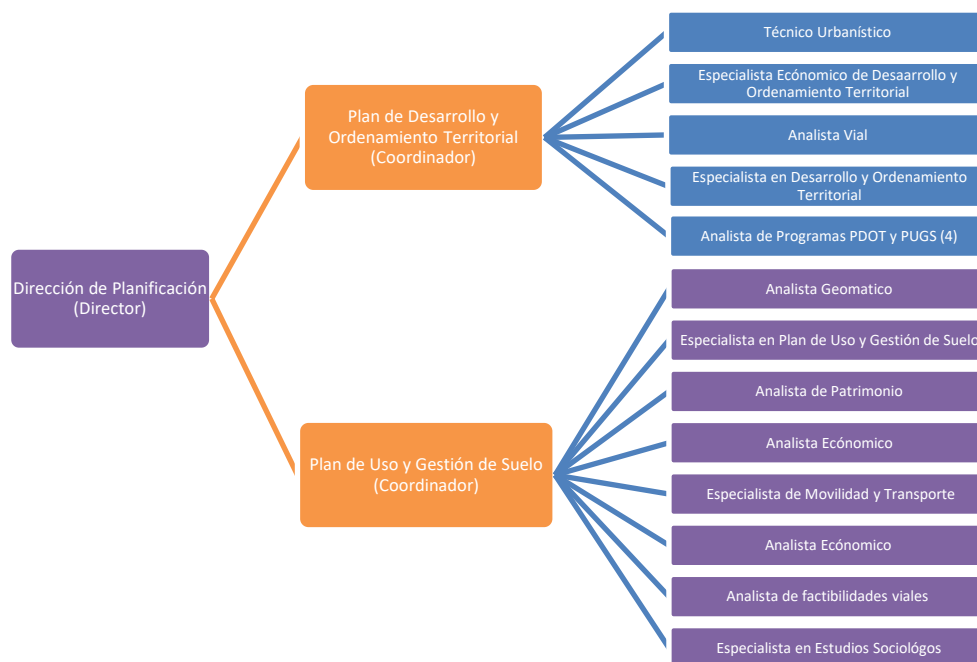 Dirección de Planificación
(Director)
Plan de Desarrollo y
Ordenamiento Territorial
(Coordinador)
Técnico Urbanístico
Especialista Ecónomico de Desaarrollo y
Ordenamiento Territorial
Analista Vial
Especialista en Desarrollo y Ordenamiento
Territorial
Analista de Programas PDOT y PUGS (4)
Plan de Uso y Gestión de Suelo
(Coordinador)
Analista Geomatico
Especialista en Plan de Uso y Gestión de Suelo
Analista de Patrimonio
Analista Ecónomico
Especialista de Movilidad y Transporte
Analista Ecónomico
Analista de factibilidades viales
Especialista en Estudios Sociológos